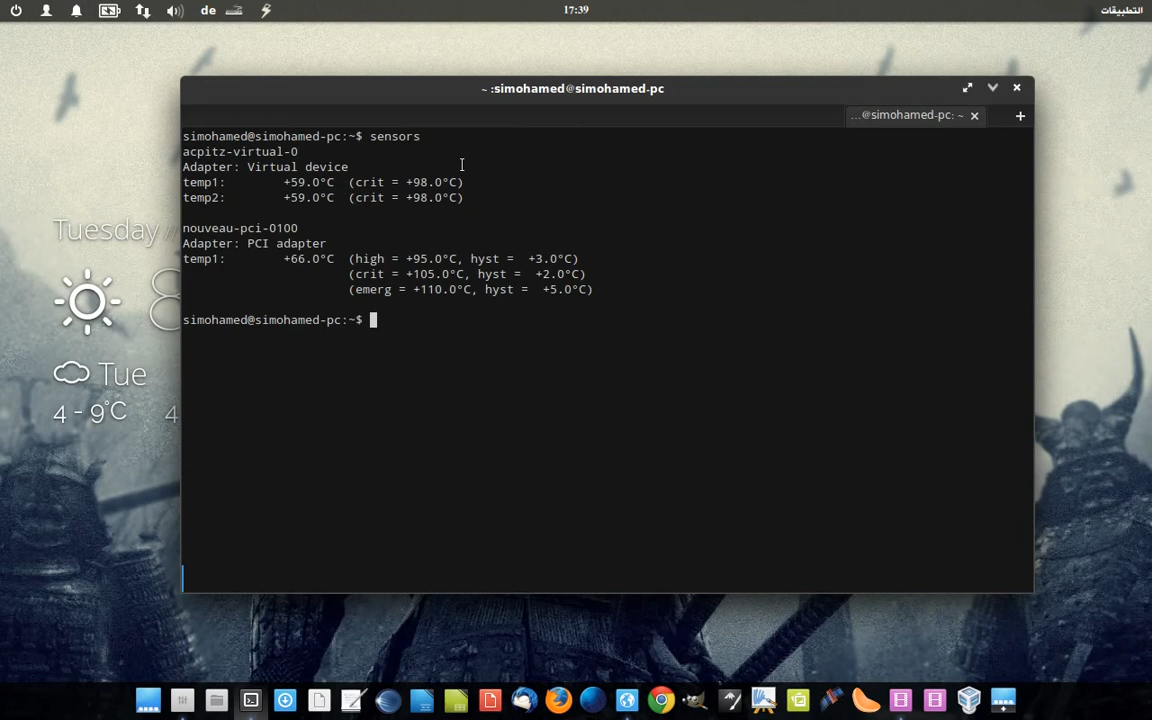 de
17:39
التطبيقات
~ :simohamed@simohamed-pc
...@simohamed-pc: ~
simohamed@simohamed-pc:~$ sensors
acpitz-virtual-0
Adapter: Virtual device
temp1: +59.0°C (crit = +98.0°C)
temp2: +59.0°C (crit = +98.0°C)
nouveau-pci-0100
Adapter: PCI adapter
temp1: +66.0°C (high = +95.0°C, hyst = +3.0°C)
(crit = +105.0°C, hyst = +2.0°C)
(emerg = +110.0°C, hyst = +5.0°C)
simohamed@simohamed-pc:~$
Tuesday
8
Tue
4 - 9°C 4